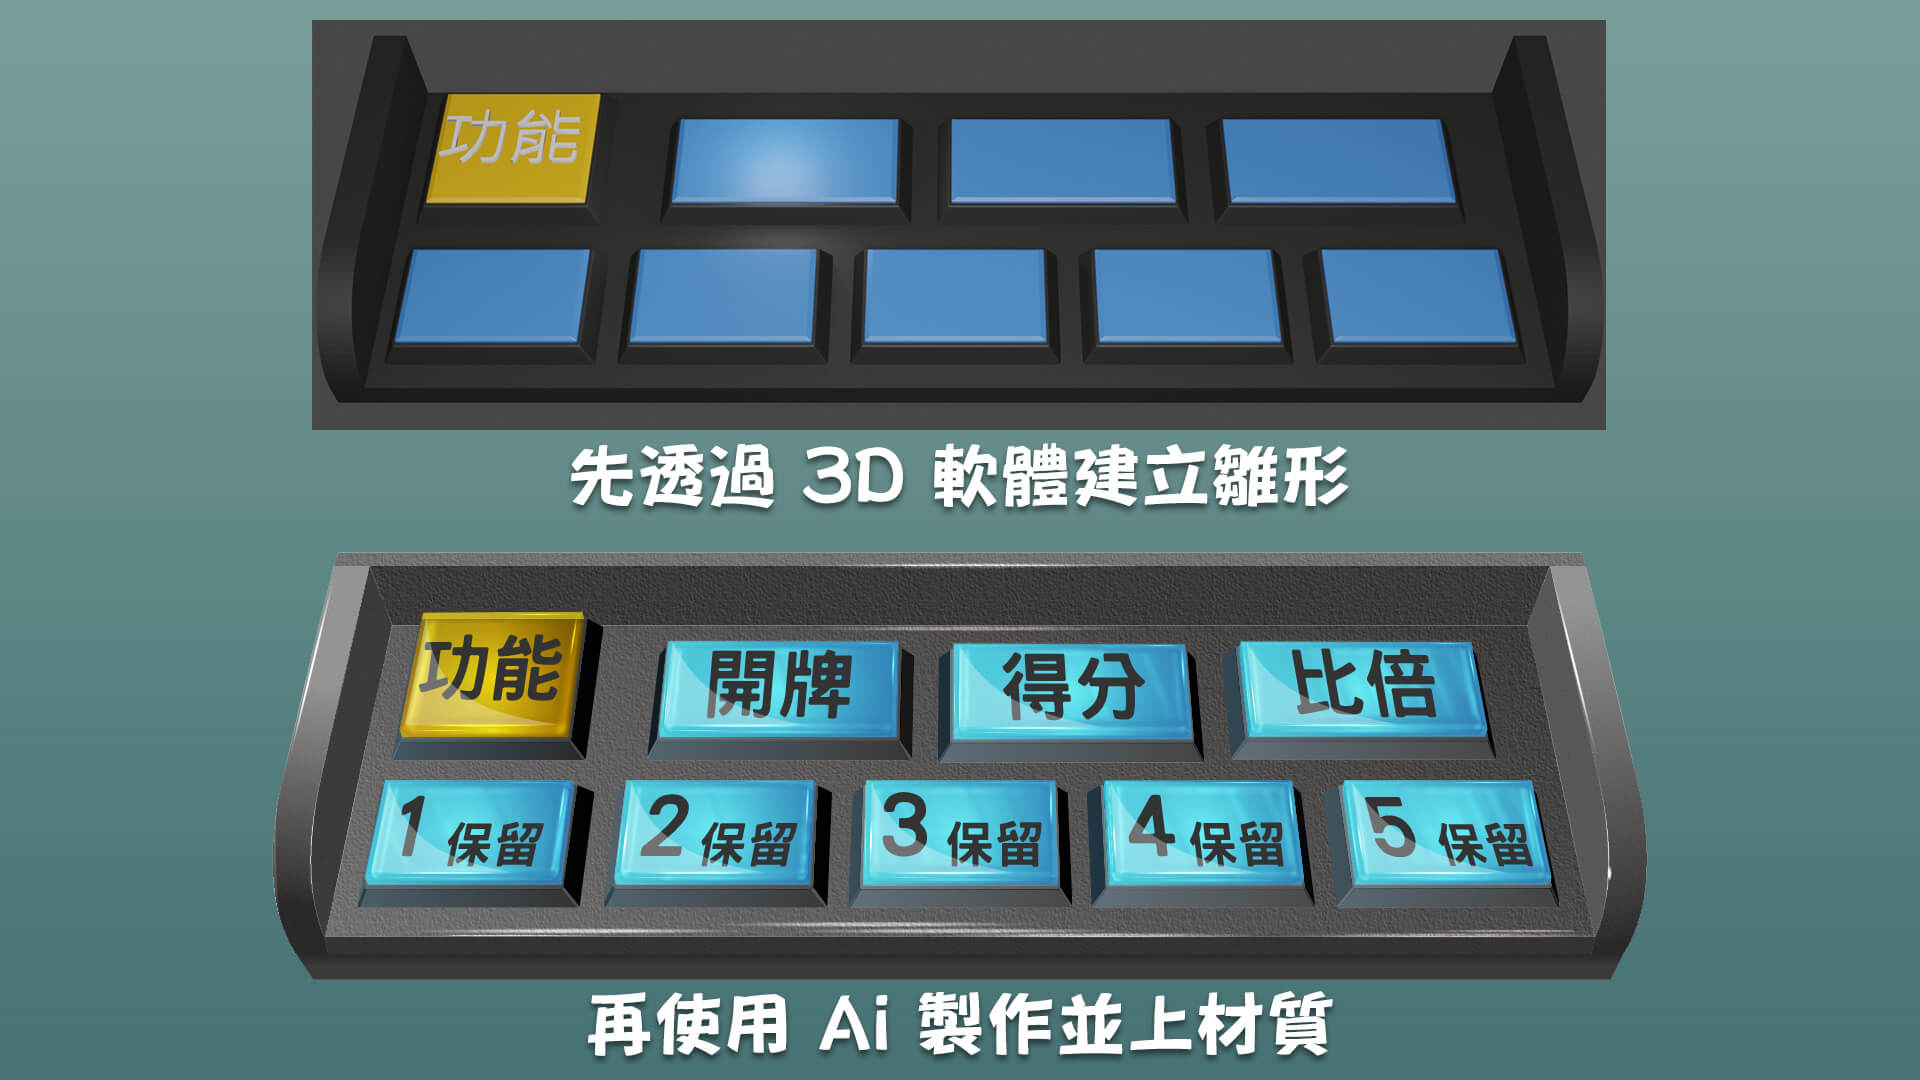 功能
先透過 3D 軟體建立雛形
功能 開牌 得分 比倍
1 保留 2 保留 3 保留 4 保留 5 保留
再使用 Ai 製作並上材質